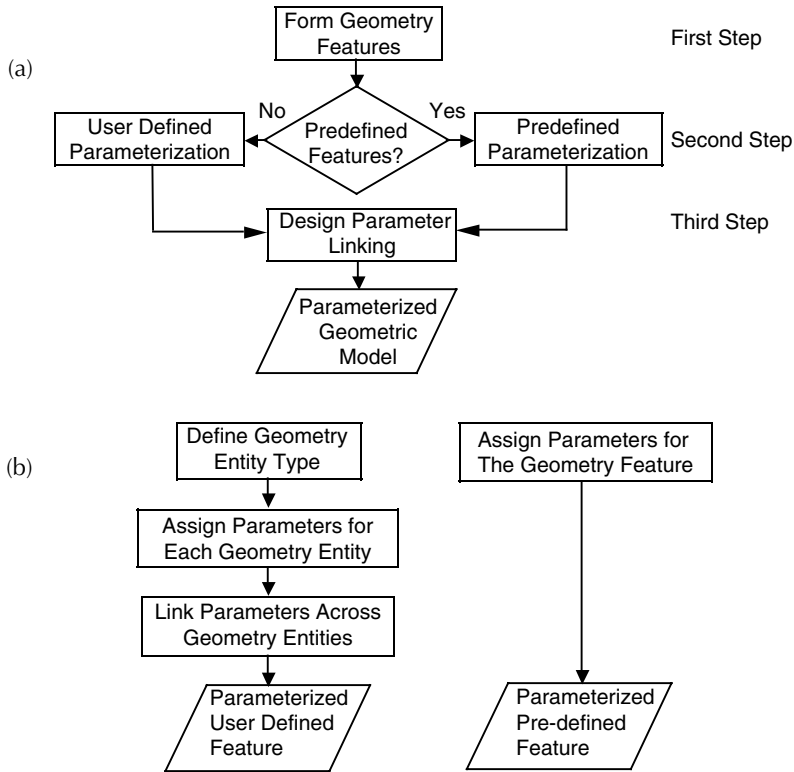 (a)
Form Geometry
Features
First Step
No
Yes
User Defined
Parameterization
Predefined
Features?
Predefined
Parameterization
Second Step
Design Parameter
Linking
Third Step
Parameterized
Geometric
Model
(b)
Define Geometry
Entity Type
Assign Parameters for
Each Geometry Entity
Link Parameters Across
Geometry Entities
Parameterized
User Defined
Feature
Assign Parameters for
The Geometry Feature
Parameterized
Pre-defined
Feature